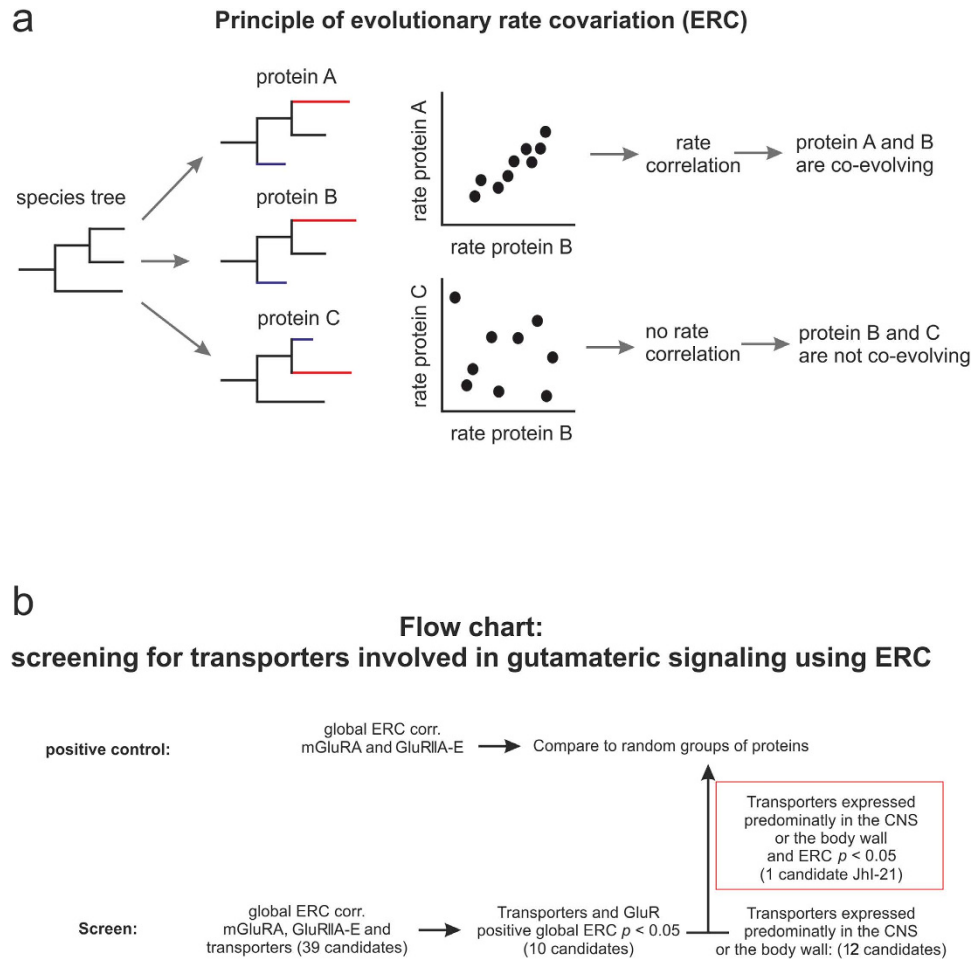 a
Principle of evolutionary rate covariation (ERC)
species tree
protein A
protein B
protein C
rate protein A
rate protein B
rate
correlation
protein A and B
are co-evolving
rate protein C
rate protein B
no rate
correlation
protein B and C
are not co-evolving
b
Flow chart:
screening for transporters involved in gutamateric signaling using ERC
positive control:
global ERC corr.
mGluRA and GluRIIA-E
Compare to random groups of proteins
Transporters expressed
predominatly in the CNS
or the body wall
and ERC p < 0.05
(1 candidate JhI-21)
Screen:
global ERC corr.
mGluRA, GluRIIA-E and
transporters (39 candidates)
Transporters and GluR
positive global ERC p < 0.05
(10 candidates)
Transporters expressed
predominatly in the CNS
or the body wall: (12 candidates)